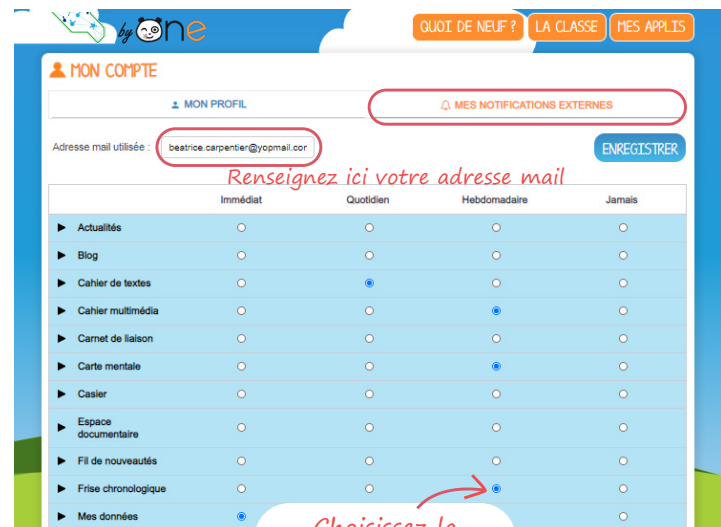 by One
QUOI DE NEUF ? LA CLASSE MES APPLIS
MON COMPTE
MON PROFIL MES NOTIFICATIONS EXTERNES
Adresse mail utilisée : beatrice.carpentier@yopmail.cor ENREGISTRER
Renseignez ici votre adresse mail
Immédiat Quotidien Hebdomadaire Jamais
Actualités
Blog
Cahier de textes
Cahier multimédia
Carnet de liaison
Carte mentale
Casier
Espace
documentaire
Fil de nouveautés
Frise chronologique
Mes données
Choisissez la